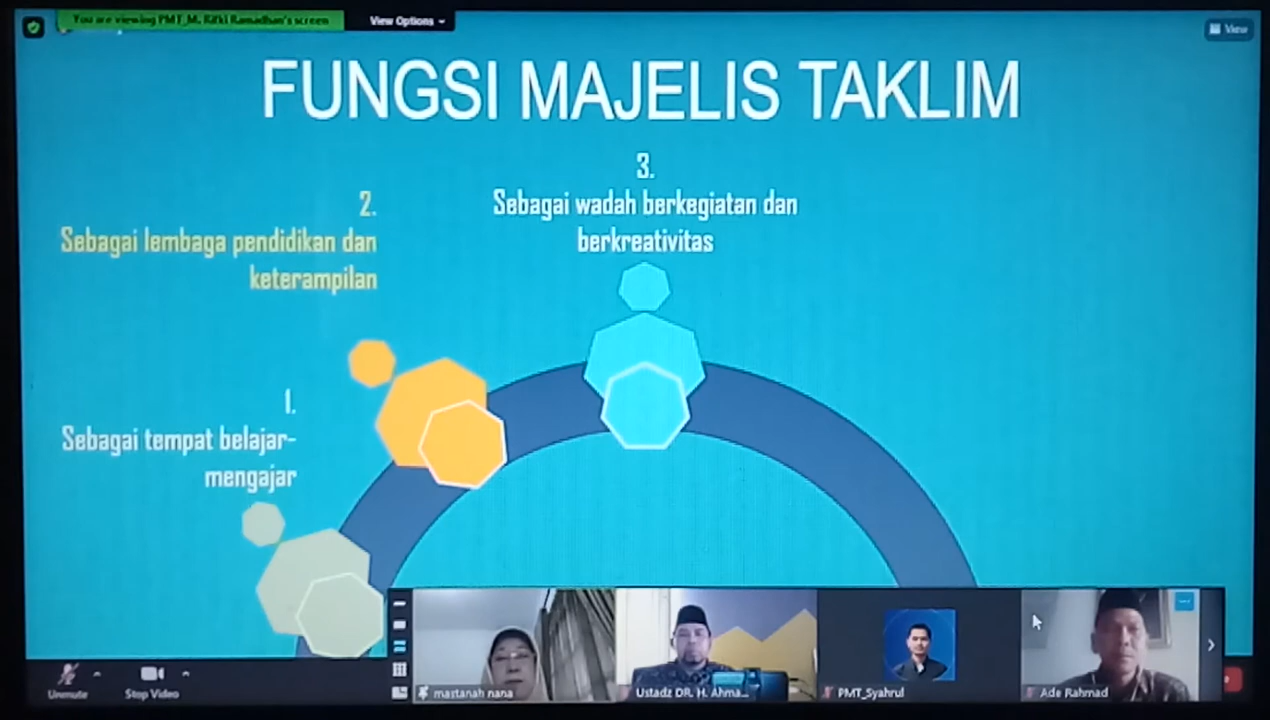 You are viewing PMT_M. Rifki Ramadhan's screen
View Options
View
FUNGSI MAJELIS TAKLIM
3.
Sebagai wadah berkegiatan dan
berkreativitas
2.
Sebagai lembaga pendidikan dan
keterampilan
1.
Sebagai tempat belajar-
mengajar
Unmute
Stop Video
mastanah nana
Ustadz DR. H. Ahma...
PMT_Syahrul
Ade Rahmad